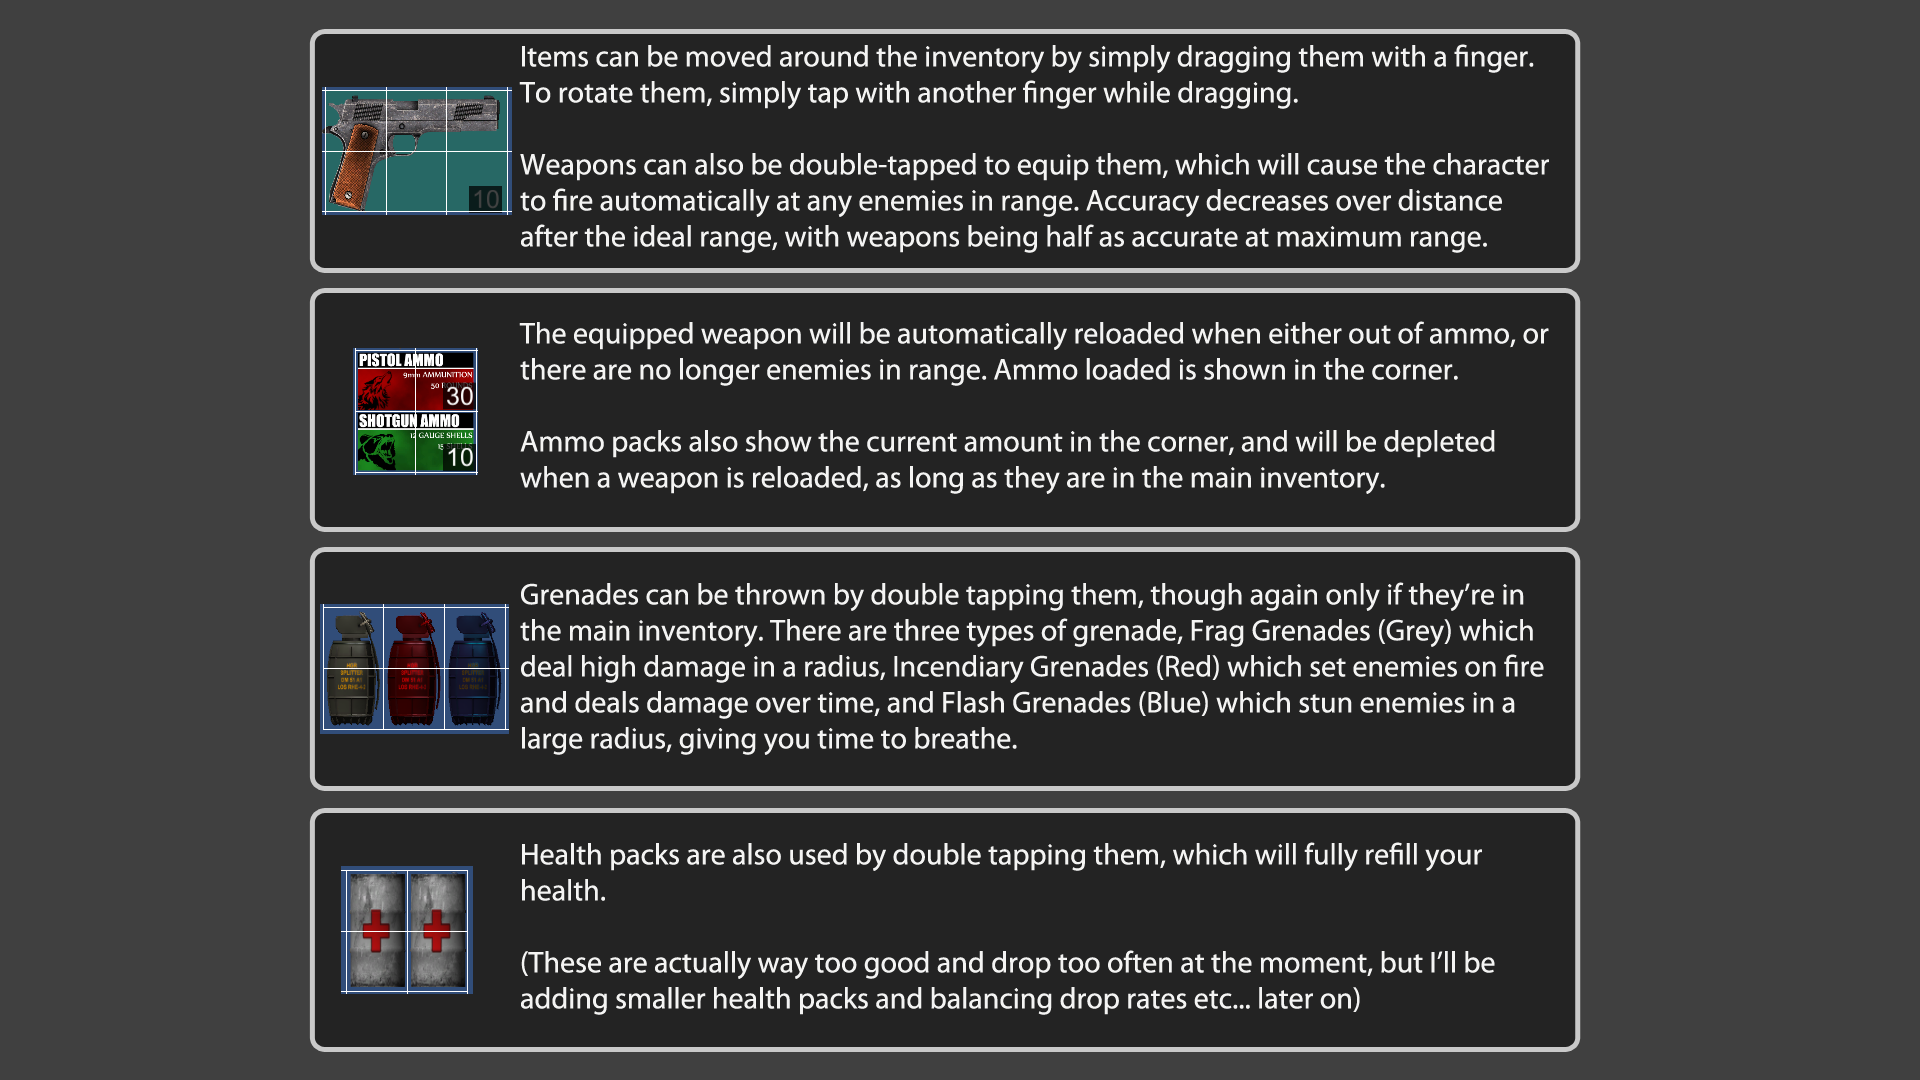 Items can be moved around the inventory by simply dragging them with a finger.
To rotate them, simply tap with another finger while dragging.
Weapons can also be double-tapped to equip them, which will cause the character
to fire automatically at any enemies in range. Accuracy decreases over distance
after the ideal range, with weapons being half as accurate at maximum range.
10
The equipped weapon will be automatically reloaded when either out of ammo, or
there are no longer enemies in range. Ammo loaded is shown in the corner.
Ammo packs also show the current amount in the corner, and will be depleted
when a weapon is reloaded, as long as they are in the main inventory.
PISTOL AMMO
9mm AMMUNITION
50
30
SHOTGUN AMMO
12 GAUGE SHELLS
10
Grenades can be thrown by double tapping them, though again only if they’re in
the main inventory. There are three types of grenade, Frag Grenades (Grey) which
deal high damage in a radius, Incendiary Grenades (Red) which set enemies on fire
and deals damage over time, and Flash Grenades (Blue) which stun enemies in a
large radius, giving you time to breathe.
SPLITTER
SPLITTER
SPLITTER
Health packs are also used by double tapping them, which will fully refill your
health.
(These are actually way too good and drop too often at the moment, but I’ll be
adding smaller health packs and balancing drop rates etc... later on)